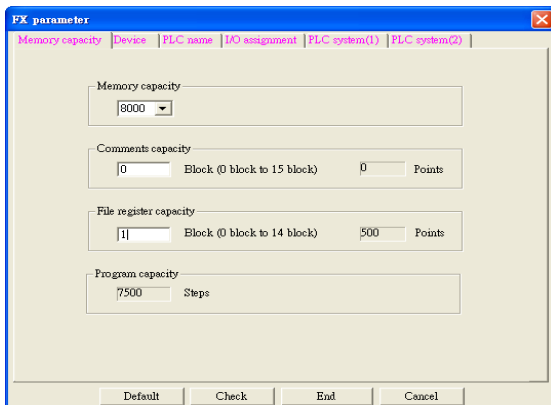 FX parameter
Memory capacity Device PLC name I/O assignment PLC system(1) PLC system(2)
Memory capacity
8000
Comments capacity
0 Block (0 block to 15 block) 0 Points
File register capacity
1 Block (0 block to 14 block) 500 Points
Program capacity
7500 Steps
Default Check End Cancel